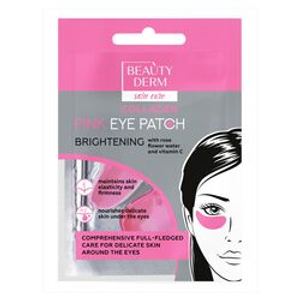 BEAUTY
DERM
skin care
COLLAGEN
PINK EYE PATCH
BRIGHTENING
with rose
flower water
and vitamin C
maintains skin
elasticity and
firmness
nourishes delicate
skin under the eyes
COMPREHENSIVE FULL-FLEDGED
CARE FOR DELICATE SKIN
AROUND THE EYES